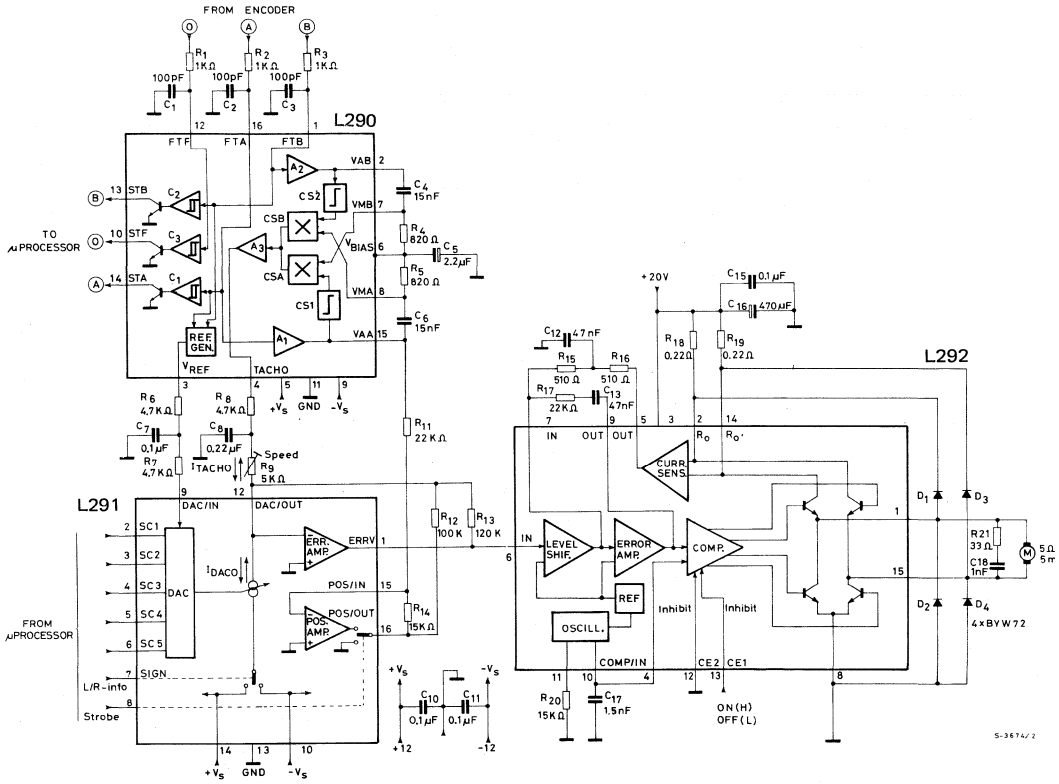 FROM ENCODER
O
A
B
R1
1KΩ
R2
1KΩ
R3
1KΩ
100pF
C1
100pF
C2
100pF
C3
L290
12
16
1
FTF
FTA
FTB
A2
VAB
2
C4
15nF
CS2
VMB
7
R4
820Ω
CSB
A3
VBIAS
6
C5
2.2μF
CSA
R5
820Ω
VMA
8
CS1
C6
15nF
A1
VAA
15
B
13
STB
C2
TO
μPROCESSOR
O
10
STF
C3
A
14
STA
C1
REF.
GEN.
VREF
TACHO
3
4
5
11
9
+Vs
GND
-Vs
R6
4.7KΩ
R8
4.7KΩ
C7
0.1μF
C8
0.22μF
R7
4.7KΩ
ITACHO
Speed
R9
5KΩ
R11
22KΩ
L291
9
12
DAC/IN
DAC/OUT
R12
100K
R13
120K
2
SC1
3
SC2
4
SC3
5
SC4
6
SC5
DAC
IDACO
ERR.
AMP.
ERRV
1
POS/IN
15
POS/OUT
POS.
AMP.
R14
15KΩ
16
FROM
μPROCESSOR
7
SIGN
L/R-info
8
Strobe
14
13
10
+Vs
GND
-Vs
+Vs
-Vs
C10
0.1μF
C11
0.1μF
+12
-12
+20V
C15
0.1μF
C16
470μF
R18
0.22Ω
R19
0.22Ω
L292
C12
47nF
R15
510Ω
R16
510Ω
R17
22KΩ
C13
47nF
7
9
5
3
2
14
IN
OUT
OUT
Ro
Ro'
CURR.
SENS.
6
IN
LEVEL
SHIF.
ERROR
AMP.
COMP.
REF
OSCILL.
Inhibit
Inhibit
COMP/IN
CE2
CE1
11
10
4
12
13
8
R20
15KΩ
C17
1.5nF
ON(H)
OFF(L)
1
15
D1
D3
D2
D4
4×BYW72
R21
33Ω
C18
1nF
M
5Ω
5m
S-3674/2